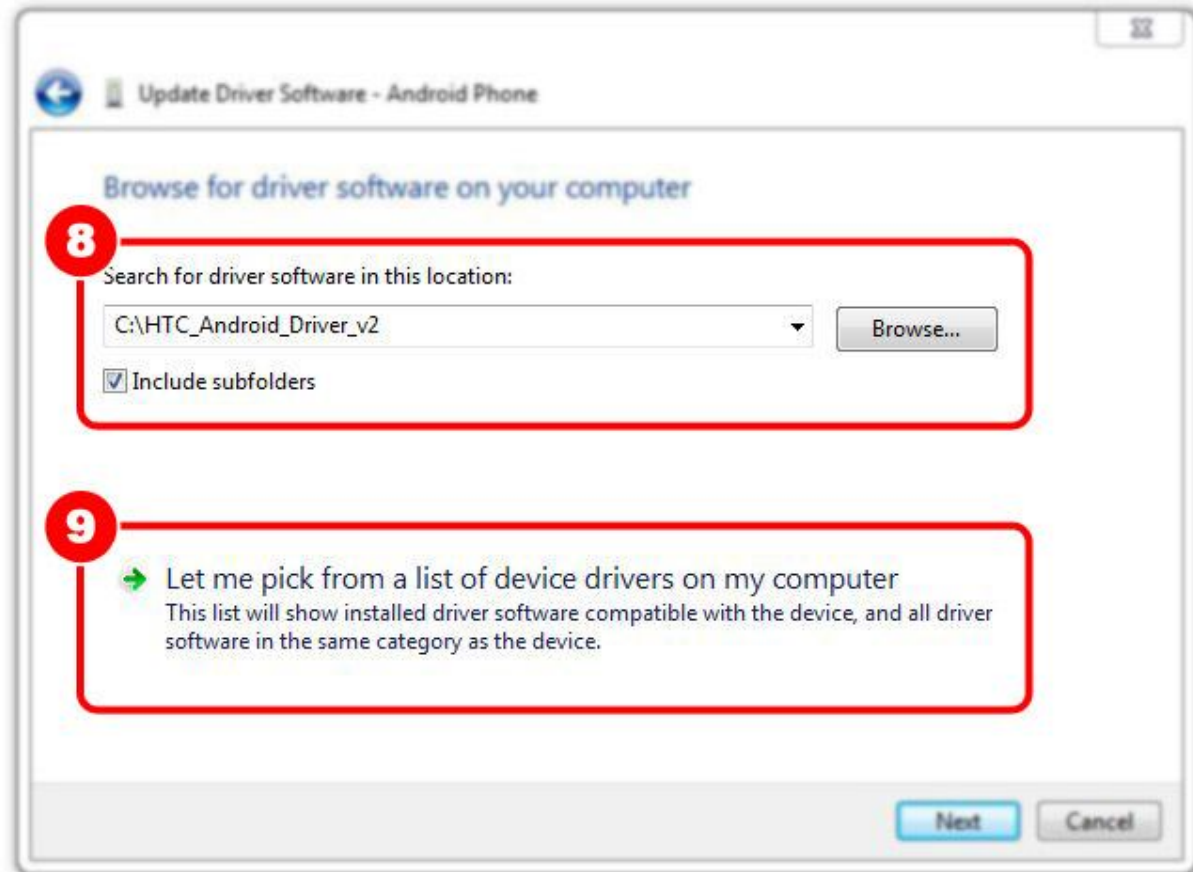 Update Driver Software - Android Phone
Browse for driver software on your computer
8
Search for driver software in this location:
C:\HTC_Android_Driver_v2
Browse...
Include subfolders
9
Let me pick from a list of device drivers on my computer
This list will show installed driver software compatible with the device, and all driver
software in the same category as the device.
Next
Cancel